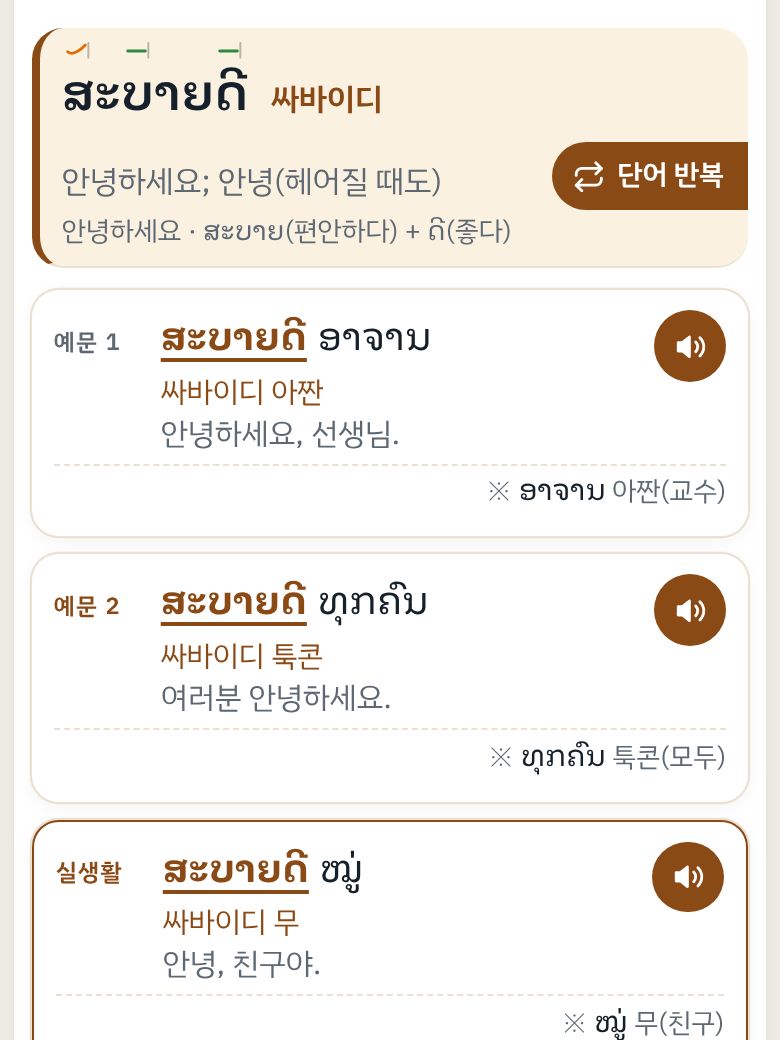 ສະບາຍດີ 싸바이디
안녕하세요; 안녕(헤어질 때도)
단어 반복
안녕하세요 · ສະບາຍ(편안하다) + ດີ(좋다)
예문 1
ສະບາຍດີ ອາຈານ
싸바이디 아짠
안녕하세요, 선생님.
※ ອາຈານ 아짠(교수)
예문 2
ສະບາຍດີ ທຸກຄົນ
싸바이디 툭콘
여러분 안녕하세요.
※ ທຸກຄົນ 툭콘(모두)
실생활
ສະບາຍດີ ໝູ່
싸바이디 무
안녕, 친구야.
※ ໝູ່ 무(친구)